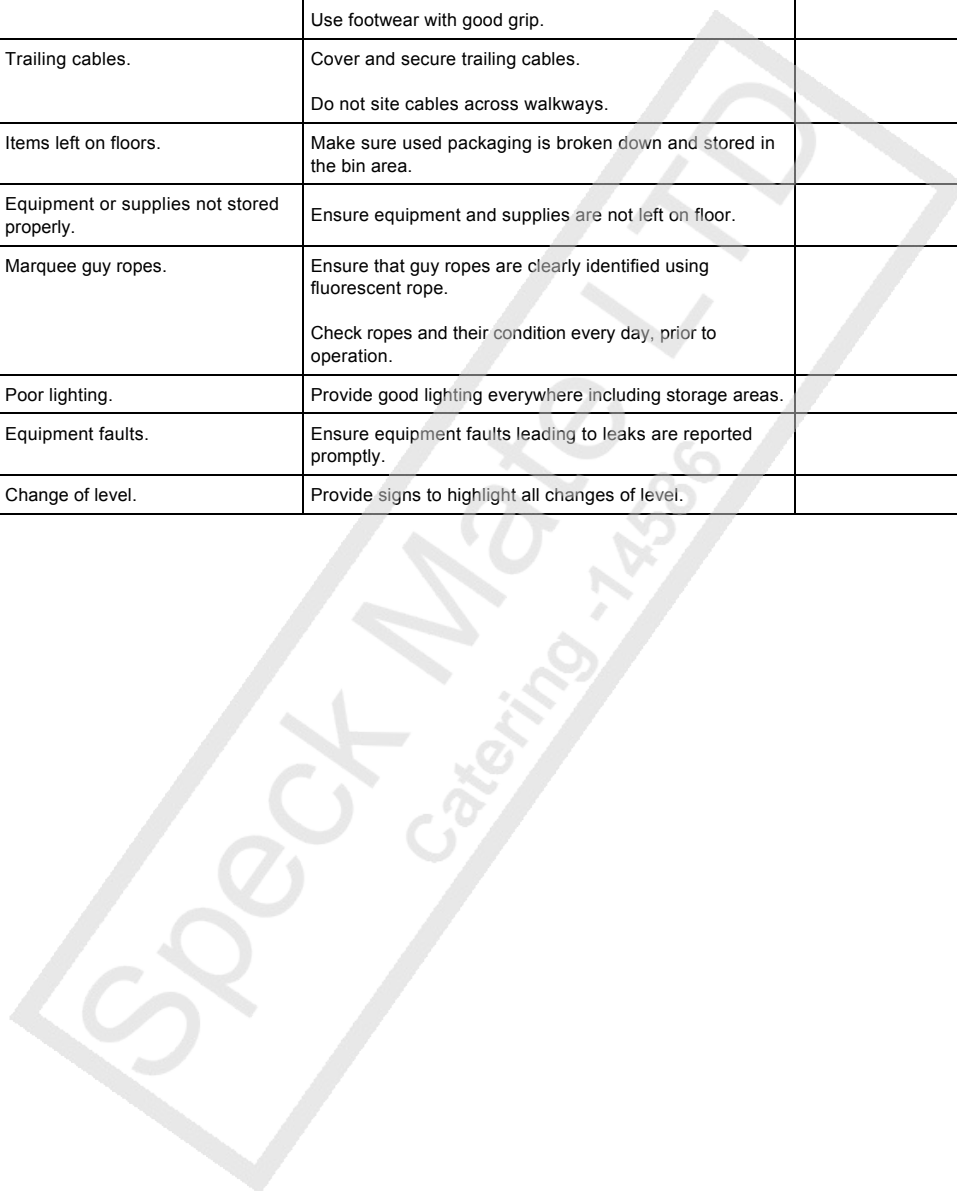 Use footwear with good grip.
Trailing cables.
Cover and secure trailing cables.
Do not site cables across walkways.
Items left on floors.
Make sure used packaging is broken down and stored in
the bin area.
Equipment or supplies not stored
properly.
Ensure equipment and supplies are not left on floor.
Marquee guy ropes.
Ensure that guy ropes are clearly identified using
fluorescent rope.
Check ropes and their condition every day, prior to
operation.
Poor lighting.
Provide good lighting everywhere including storage areas.
Equipment faults.
Ensure equipment faults leading to leaks are reported
promptly.
Change of level.
Provide signs to highlight all changes of level.
Speck Mate LTD
Catering -14586